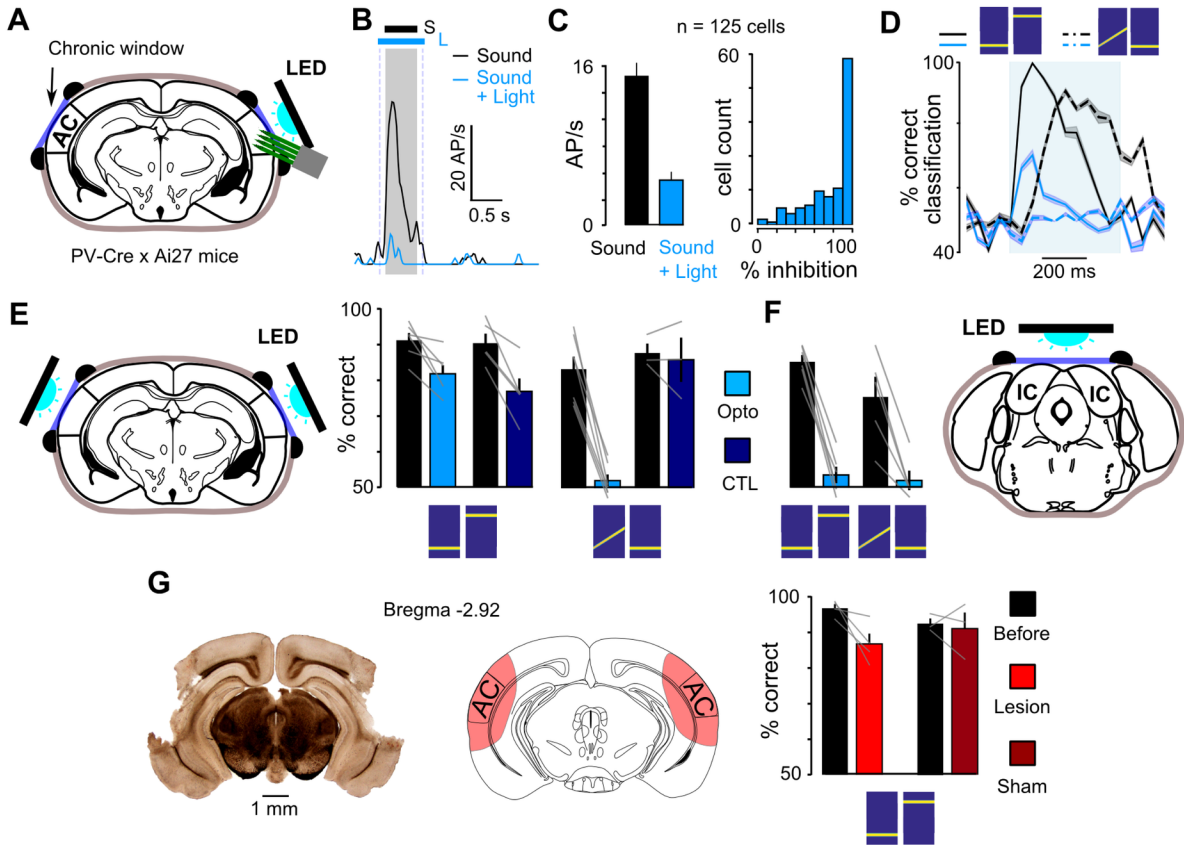 A
Chronic window
LED
AC
PV-Cre x Ai27 mice
B
S
L
Sound
Sound
+ Light
20 AP/s
0.5 s
C
n = 125 cells
16
AP/s
0
Sound
Sound
+ Light
60
cell count
0
0
100
% inhibition
D
100
% correct
classification
40
200 ms
E
LED
100
% correct
50
Opto
CTL
F
LED
IC
IC
G
Bregma -2.92
1 mm
AC
AC
100
% correct
50
Before
Lesion
Sham